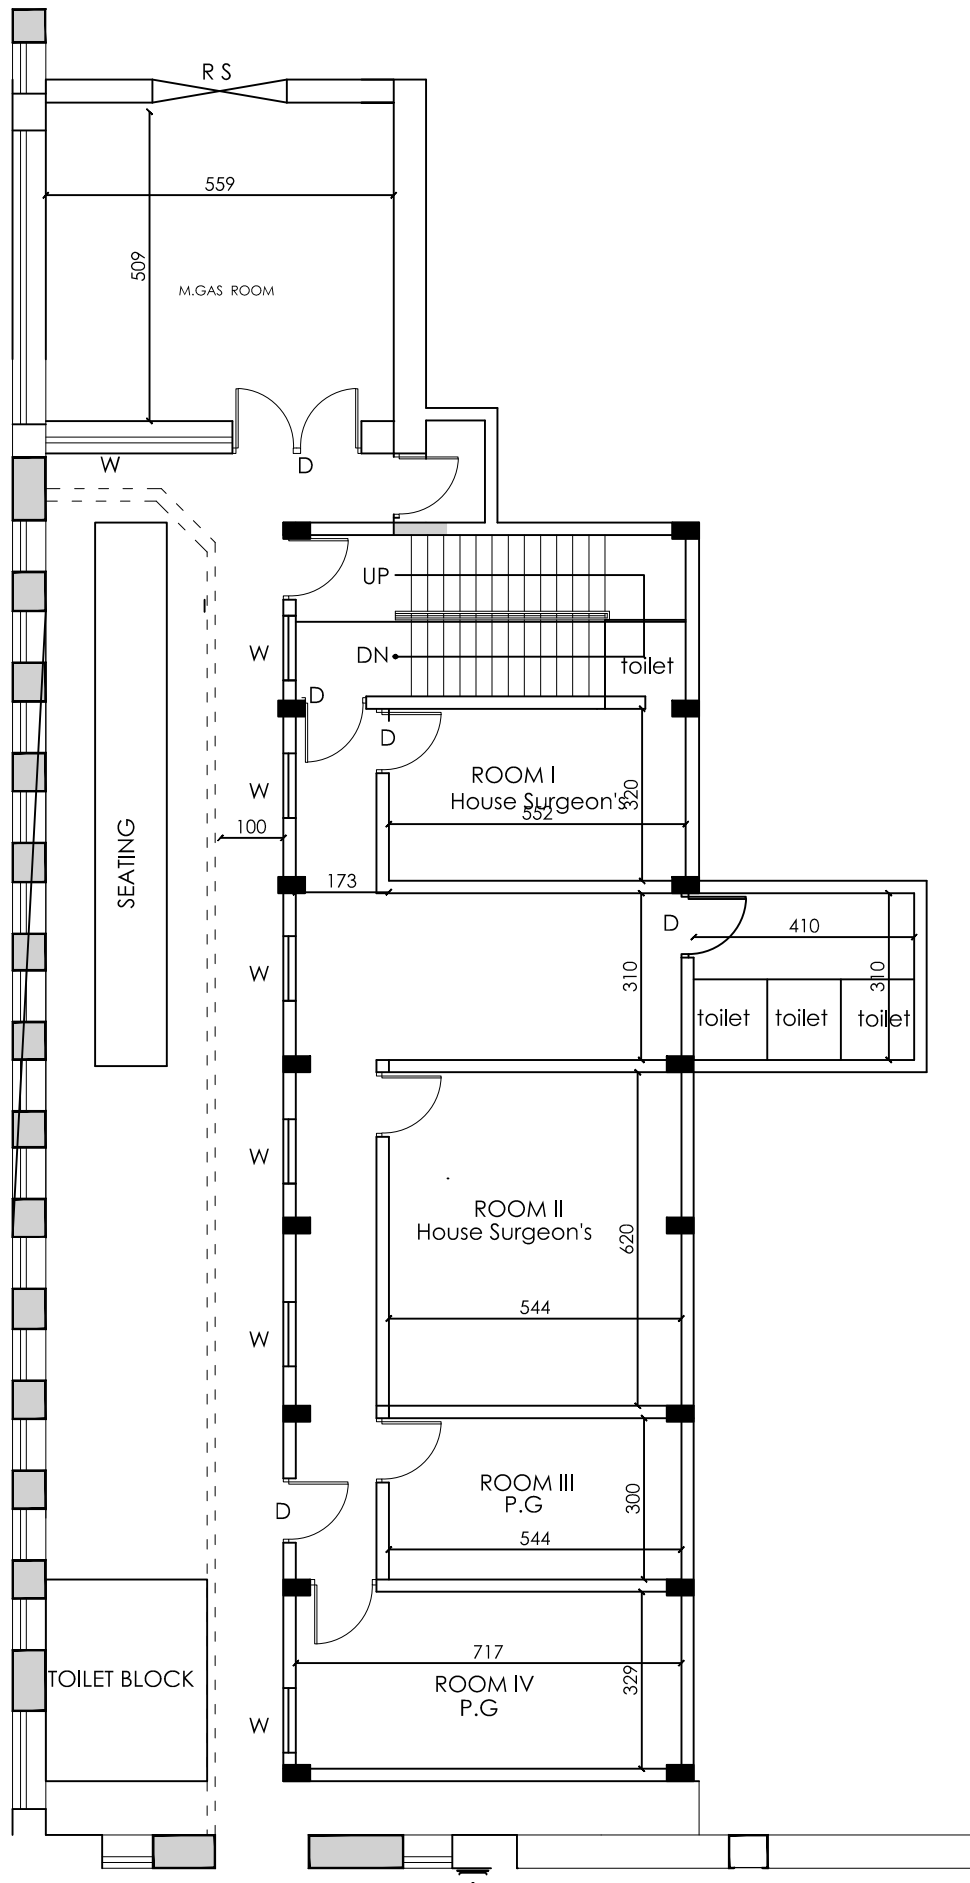 R S
559
509
M.GAS ROOM
W
D
UP
W
DN
toilet
D
D
ROOM I
House Surgeon's
320
552
W
100
SEATING
173
D
410
W
310
310
toilet
toilet
toilet
W
ROOM II
House Surgeon's
620
544
W
ROOM III
P.G
300
D
544
717
TOILET BLOCK
ROOM IV
P.G
329
W